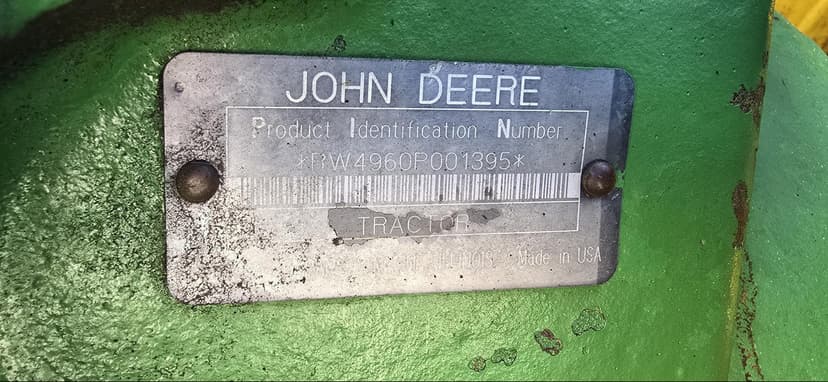 JOHN DEERE
Product Identification Number
*RW4960P001395*
TRACTOR
Made in USA